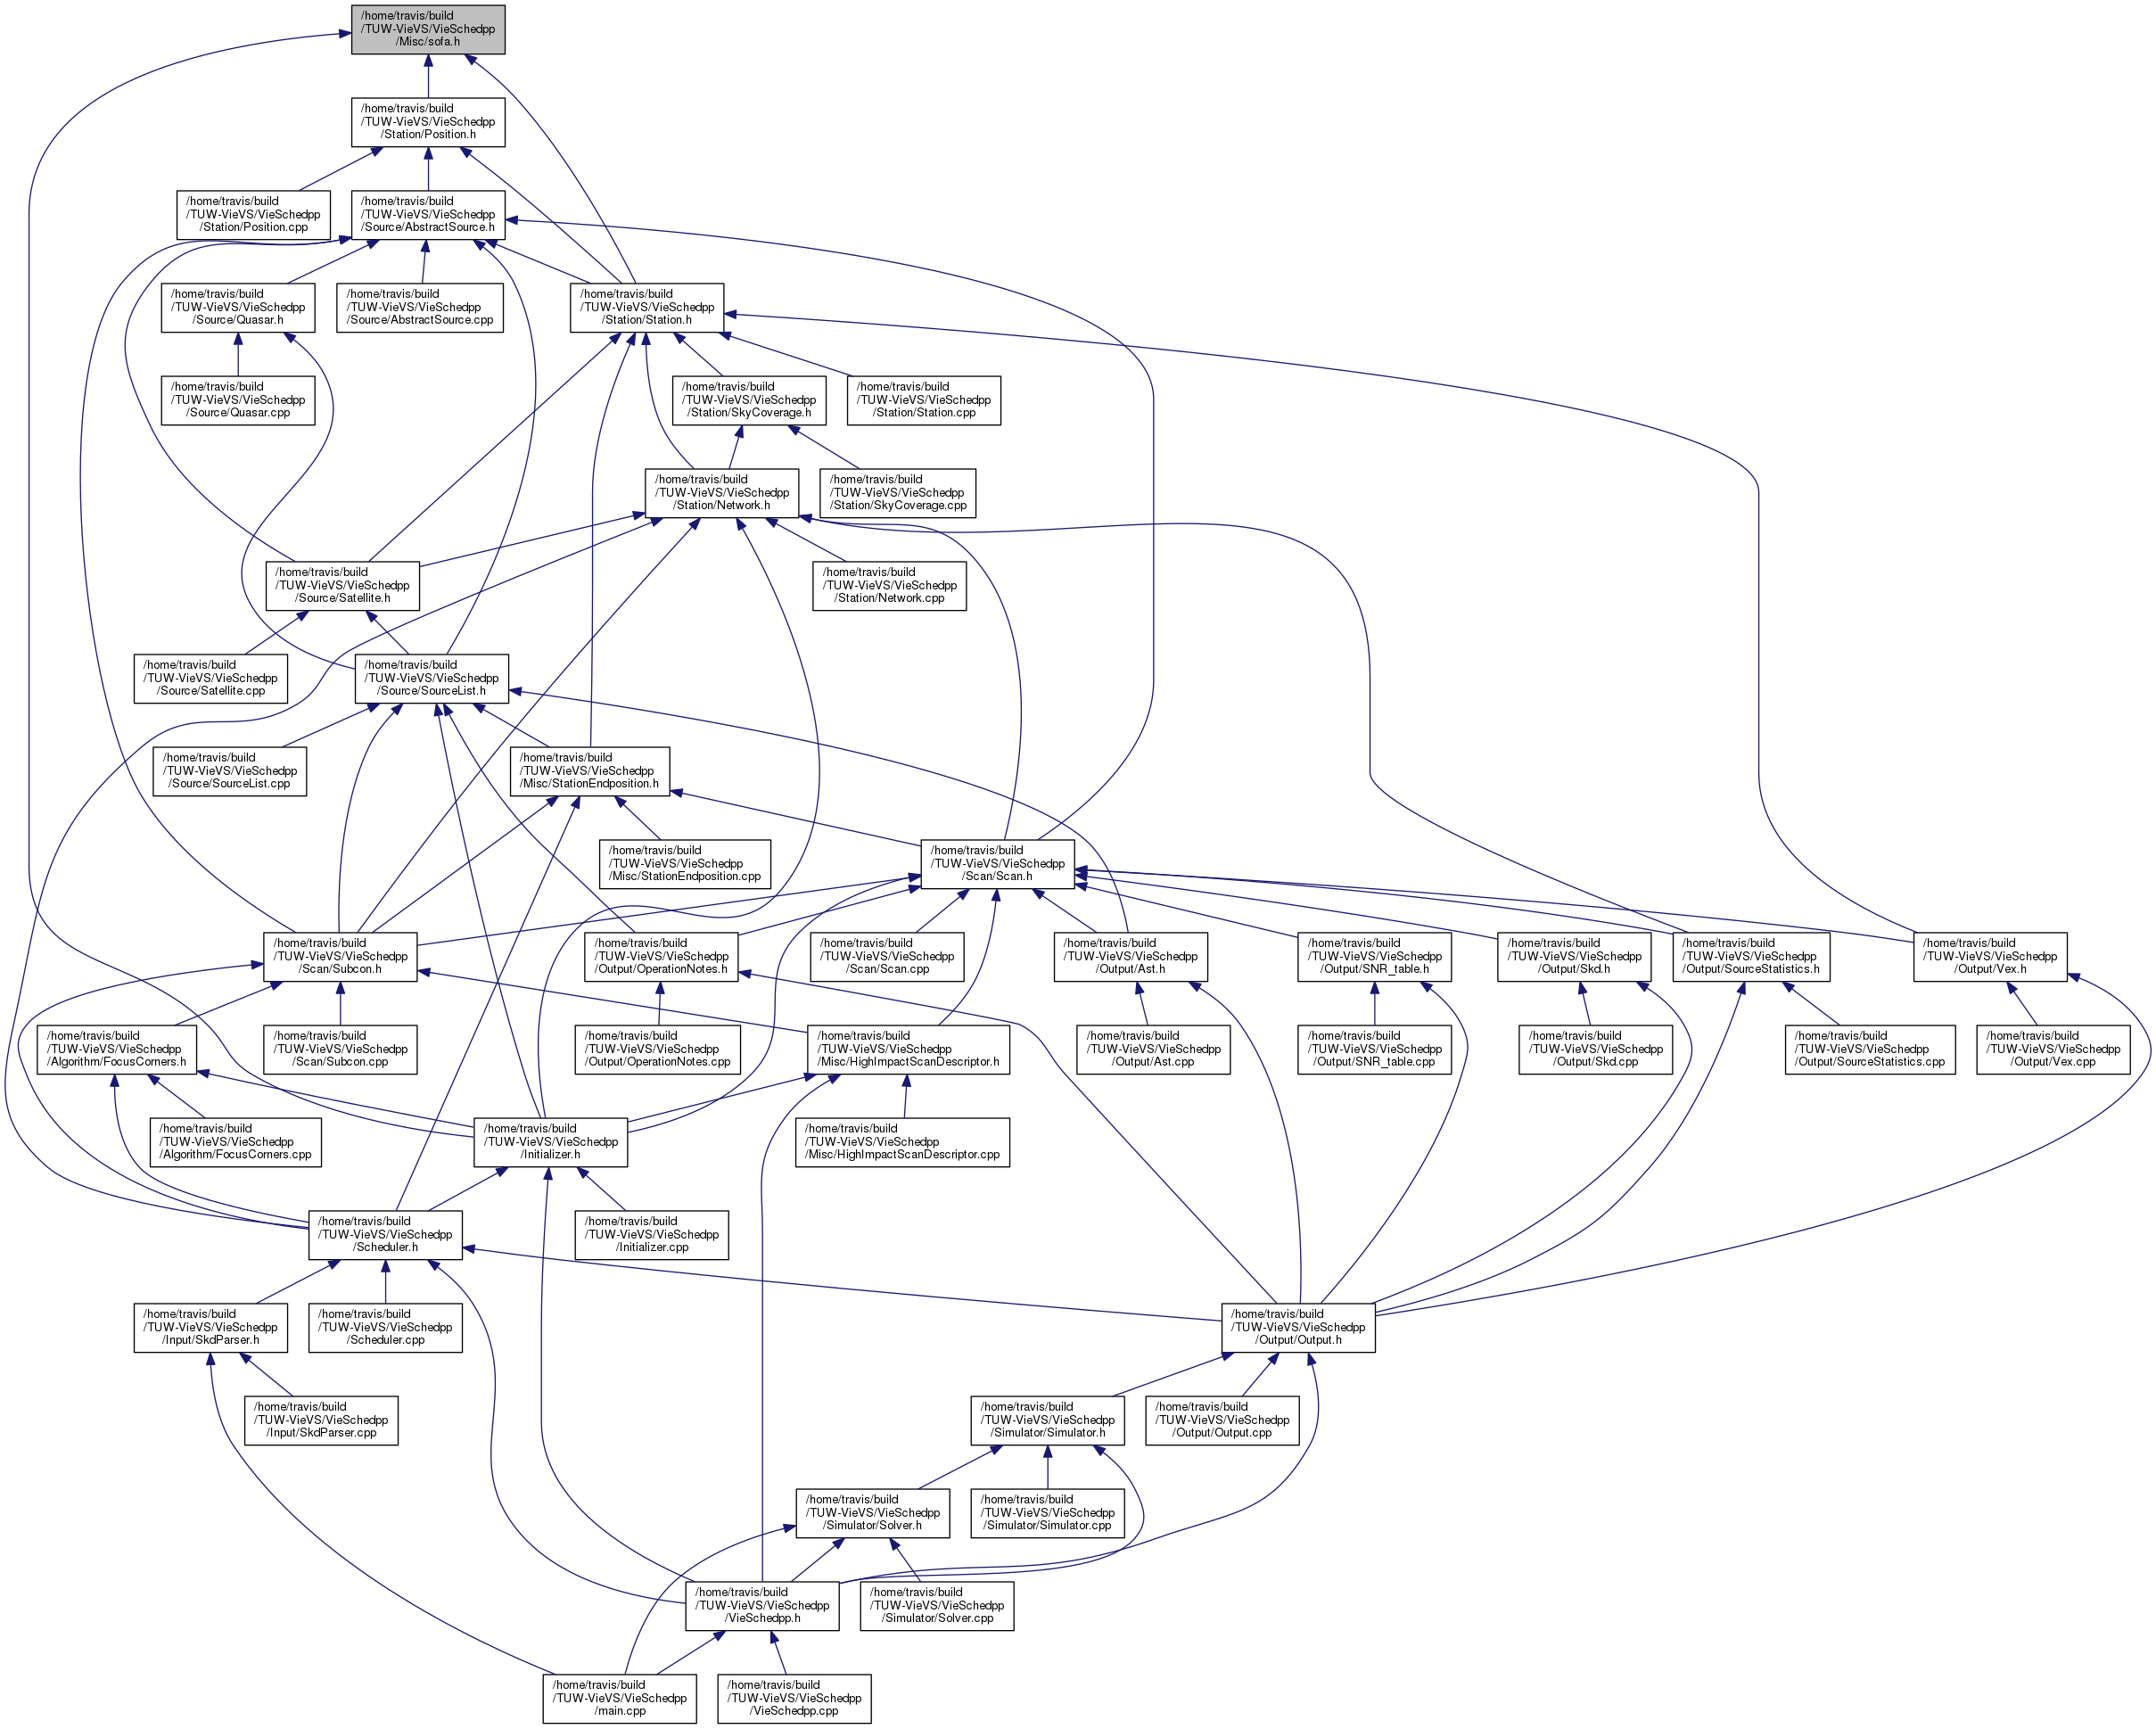 /home/travis/build
/TUW-VieVS/VieSchedpp
/Misc/sofa.h
/home/travis/build
/TUW-VieVS/VieSchedpp
/Station/Position.h
/home/travis/build
/TUW-VieVS/VieSchedpp
/Station/Position.cpp
/home/travis/build
/TUW-VieVS/VieSchedpp
/Source/AbstractSource.h
/home/travis/build
/TUW-VieVS/VieSchedpp
/Source/Quasar.h
/home/travis/build
/TUW-VieVS/VieSchedpp
/Source/AbstractSource.cpp
/home/travis/build
/TUW-VieVS/VieSchedpp
/Station/Station.h
/home/travis/build
/TUW-VieVS/VieSchedpp
/Source/Quasar.cpp
/home/travis/build
/TUW-VieVS/VieSchedpp
/Station/SkyCoverage.h
/home/travis/build
/TUW-VieVS/VieSchedpp
/Station/Station.cpp
/home/travis/build
/TUW-VieVS/VieSchedpp
/Station/Network.h
/home/travis/build
/TUW-VieVS/VieSchedpp
/Station/SkyCoverage.cpp
/home/travis/build
/TUW-VieVS/VieSchedpp
/Source/Satellite.h
/home/travis/build
/TUW-VieVS/VieSchedpp
/Station/Network.cpp
/home/travis/build
/TUW-VieVS/VieSchedpp
/Source/Satellite.cpp
/home/travis/build
/TUW-VieVS/VieSchedpp
/Source/SourceList.h
/home/travis/build
/TUW-VieVS/VieSchedpp
/Source/SourceList.cpp
/home/travis/build
/TUW-VieVS/VieSchedpp
/Misc/StationEndposition.h
/home/travis/build
/TUW-VieVS/VieSchedpp
/Misc/StationEndposition.cpp
/home/travis/build
/TUW-VieVS/VieSchedpp
/Scan/Scan.h
/home/travis/build
/TUW-VieVS/VieSchedpp
/Scan/Subcon.h
/home/travis/build
/TUW-VieVS/VieSchedpp
/Output/OperationNotes.h
/home/travis/build
/TUW-VieVS/VieSchedpp
/Scan/Scan.cpp
/home/travis/build
/TUW-VieVS/VieSchedpp
/Output/Ast.h
/home/travis/build
/TUW-VieVS/VieSchedpp
/Output/SNR_table.h
/home/travis/build
/TUW-VieVS/VieSchedpp
/Output/Skd.h
/home/travis/build
/TUW-VieVS/VieSchedpp
/Output/SourceStatistics.h
/home/travis/build
/TUW-VieVS/VieSchedpp
/Output/Vex.h
/home/travis/build
/TUW-VieVS/VieSchedpp
/Algorithm/FocusCorners.h
/home/travis/build
/TUW-VieVS/VieSchedpp
/Scan/Subcon.cpp
/home/travis/build
/TUW-VieVS/VieSchedpp
/Output/OperationNotes.cpp
/home/travis/build
/TUW-VieVS/VieSchedpp
/Misc/HighImpactScanDescriptor.h
/home/travis/build
/TUW-VieVS/VieSchedpp
/Output/Ast.cpp
/home/travis/build
/TUW-VieVS/VieSchedpp
/Output/SNR_table.cpp
/home/travis/build
/TUW-VieVS/VieSchedpp
/Output/Skd.cpp
/home/travis/build
/TUW-VieVS/VieSchedpp
/Output/SourceStatistics.cpp
/home/travis/build
/TUW-VieVS/VieSchedpp
/Output/Vex.cpp
/home/travis/build
/TUW-VieVS/VieSchedpp
/Algorithm/FocusCorners.cpp
/home/travis/build
/TUW-VieVS/VieSchedpp
/Initializer.h
/home/travis/build
/TUW-VieVS/VieSchedpp
/Misc/HighImpactScanDescriptor.cpp
/home/travis/build
/TUW-VieVS/VieSchedpp
/Scheduler.h
/home/travis/build
/TUW-VieVS/VieSchedpp
/Initializer.cpp
/home/travis/build
/TUW-VieVS/VieSchedpp
/Input/SkdParser.h
/home/travis/build
/TUW-VieVS/VieSchedpp
/Scheduler.cpp
/home/travis/build
/TUW-VieVS/VieSchedpp
/Output/Output.h
/home/travis/build
/TUW-VieVS/VieSchedpp
/Input/SkdParser.cpp
/home/travis/build
/TUW-VieVS/VieSchedpp
/Simulator/Simulator.h
/home/travis/build
/TUW-VieVS/VieSchedpp
/Output/Output.cpp
/home/travis/build
/TUW-VieVS/VieSchedpp
/Simulator/Solver.h
/home/travis/build
/TUW-VieVS/VieSchedpp
/Simulator/Simulator.cpp
/home/travis/build
/TUW-VieVS/VieSchedpp
/VieSchedpp.h
/home/travis/build
/TUW-VieVS/VieSchedpp
/Simulator/Solver.cpp
/home/travis/build
/TUW-VieVS/VieSchedpp
/main.cpp
/home/travis/build
/TUW-VieVS/VieSchedpp
/VieSchedpp.cpp